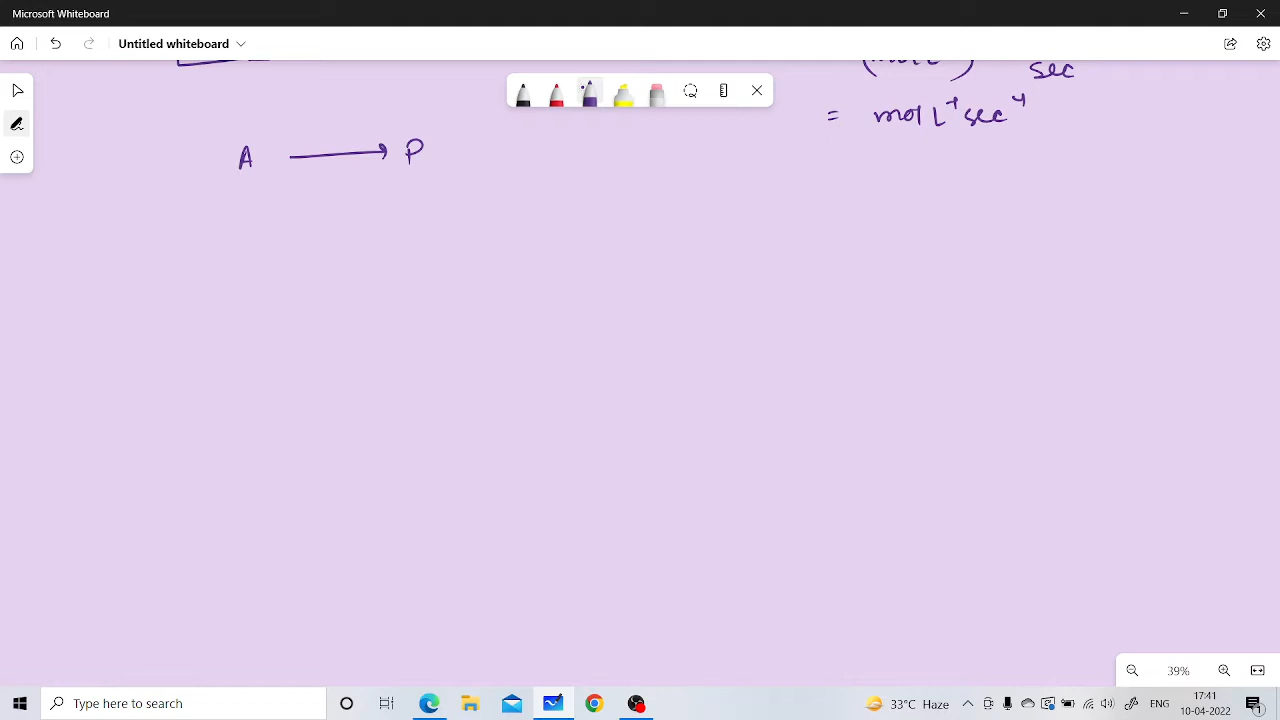 Microsoft Whiteboard
Untitled whiteboard
sec
= mol L⁻¹ sec⁻¹
A → P
39%
Type here to search
33°C Haze
ENG
17:41
10-04-2022
1